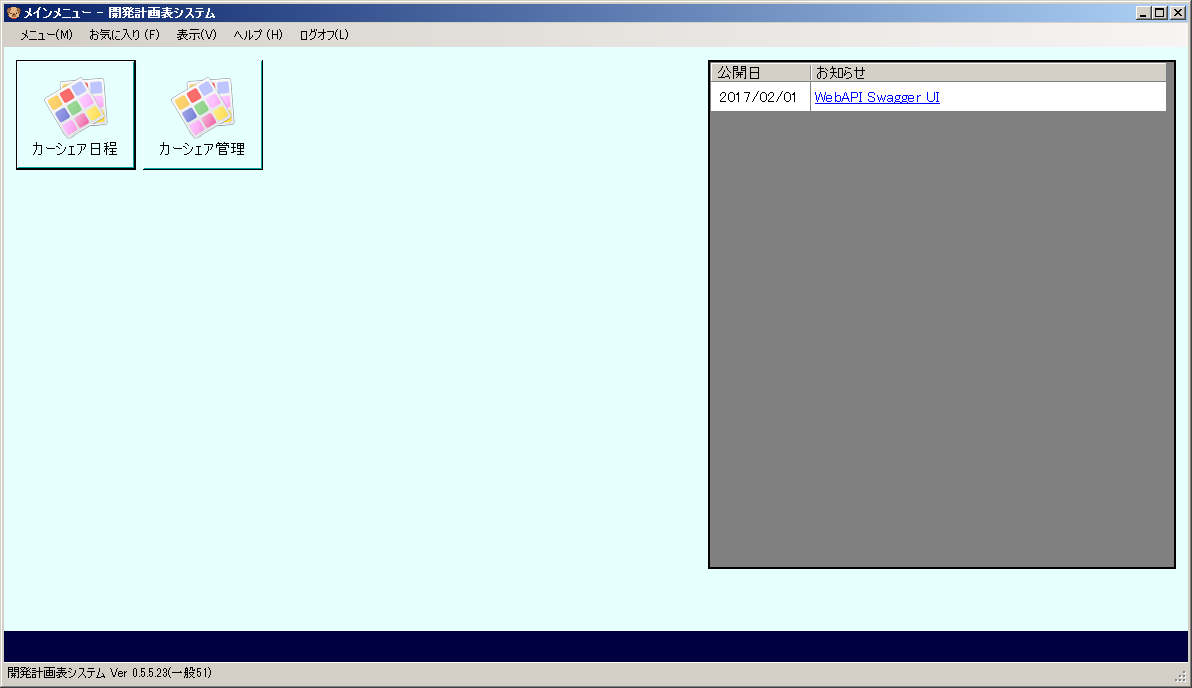 メインメニュー - 開発計画表システム
メニュー(M) お気に入り (F) 表示(V) ヘルプ (H) ログオフ(L)
カーシェア日程
カーシェア管理
公開日 お知らせ
2017/02/01 WebAPI Swagger UI
開発計画表システム Ver 0.5.5.23(一般51)